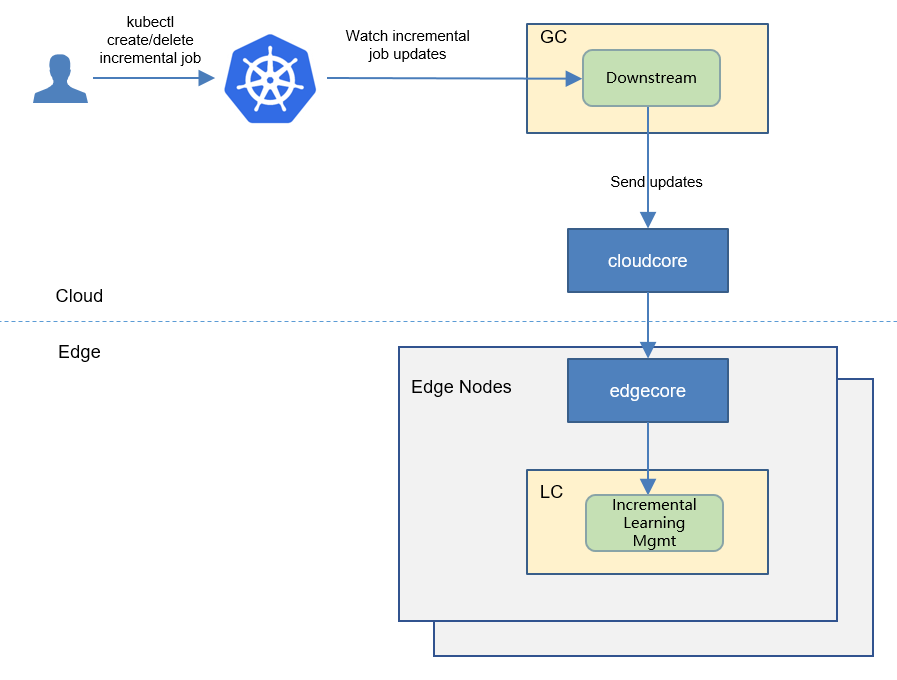 kubectl
create/delete
incremental job
Watch incremental
job updates
GC
Downstream
Send updates
cloudcore
Cloud
Edge
Edge Nodes
edgecore
LC
Incremental
Learning
Mgmt